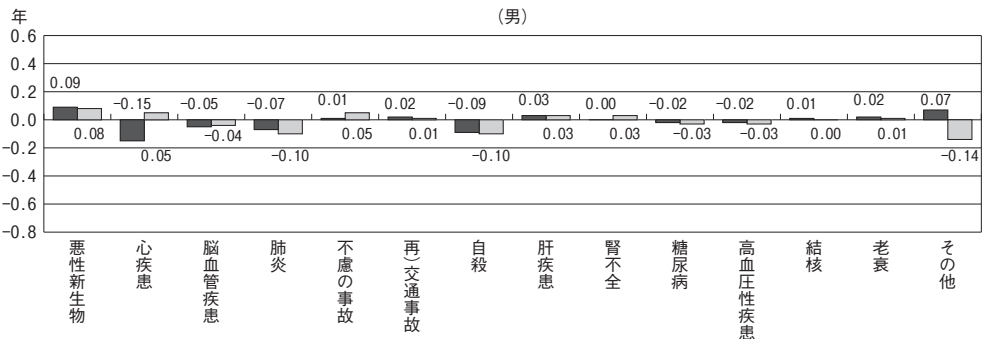 年
(男)
0.6
0.4
0.2
0.0
-0.2
-0.4
-0.6
-0.8
0.09 -0.15 -0.05 -0.07 0.01 0.02 -0.09 0.03 0.00 -0.02 -0.02 0.01 0.02 0.07
0.08 0.05 -0.04 -0.10 0.05 0.01 -0.10 0.03 0.03 -0.03 -0.03 0.00 0.01 -0.14
悪性新生物
心疾患
脳血管疾患
肺炎
不慮の事故
再)交通事故
自殺
肝疾患
腎不全
糖尿病
高血圧性疾患
結核
老衰
その他